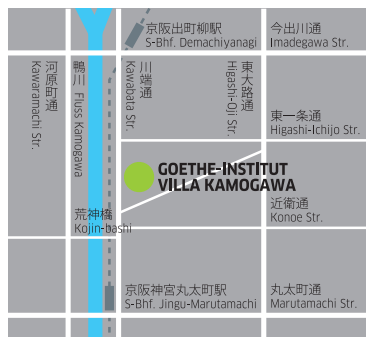 京阪出町柳駅
S-Bhf. Demachiyanagi
今出川通
Imadegawa Str.
河原町通
Kawaramachi Str.
鴨川 Fluss Kamogawa
川端通
Kawabata Str.
東大路通
Higashi-Oji Str.
東一条通
Higashi-Ichijo Str.
GOETHE-INSTITUT
VILLA KAMOGAWA
荒神橋
Kojin-bashi
近衛通
Konoe Str.
京阪神宮丸太町駅
S-Bhf. Jingu-Marutamachi
丸太町通
Marutamachi Str.